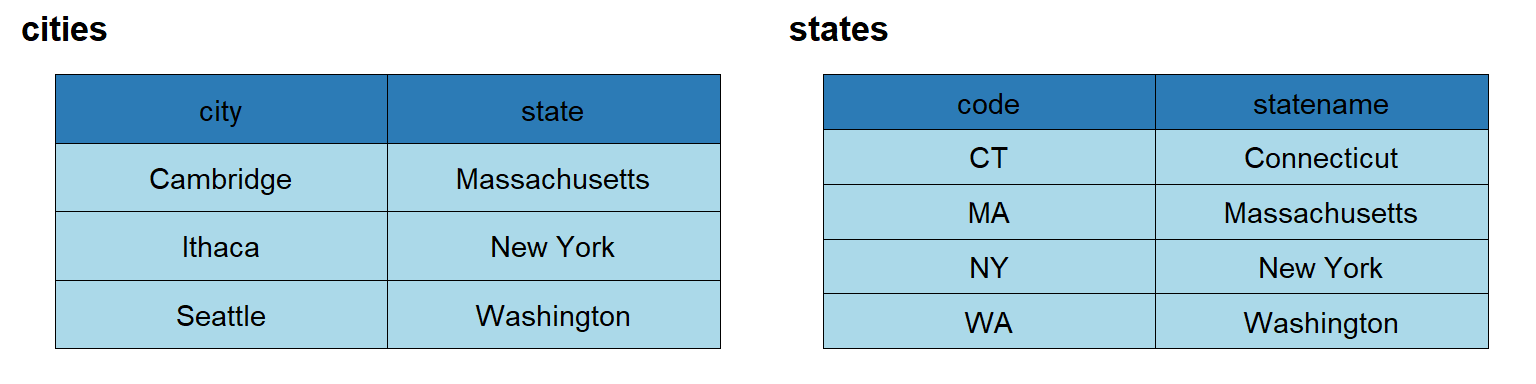 cities
city state
Cambridge Massachusetts
Ithaca New York
Seattle Washington
states
code statename
CT Connecticut
MA Massachusetts
NY New York
WA Washington